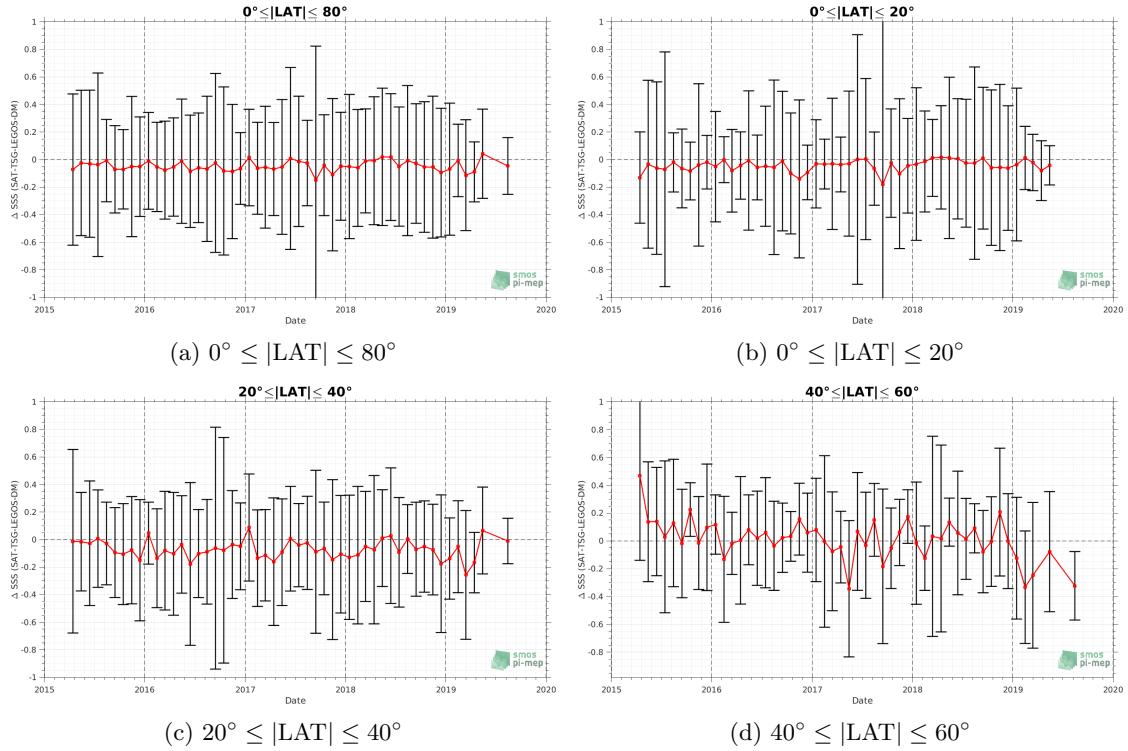 0°≤|LAT|≤ 80°
Δ SSS (SAT-TSG-LEGOS-DM)
1
0.8
0.6
0.4
0.2
0
-0.2
-0.4
-0.6
-0.8
-1
2015 2016 2017 2018 2019 2020
Date
smos
pi-mep
(a) 0° ≤ |LAT| ≤ 80°
0°≤|LAT|≤ 20°
Δ SSS (SAT-TSG-LEGOS-DM)
1
0.8
0.6
0.4
0.2
0
-0.2
-0.4
-0.6
-0.8
-1
2015 2016 2017 2018 2019 2020
Date
smos
pi-mep
(b) 0° ≤ |LAT| ≤ 20°
20°≤|LAT|≤ 40°
Δ SSS (SAT-TSG-LEGOS-DM)
1
0.8
0.6
0.4
0.2
0
-0.2
-0.4
-0.6
-0.8
-1
2015 2016 2017 2018 2019 2020
Date
smos
pi-mep
(c) 20° ≤ |LAT| ≤ 40°
40°≤|LAT|≤ 60°
Δ SSS (SAT-TSG-LEGOS-DM)
1
0.8
0.6
0.4
0.2
0
-0.2
-0.4
-0.6
-0.8
2015 2016 2017 2018 2019 2020
Date
smos
pi-mep
(d) 40° ≤ |LAT| ≤ 60°